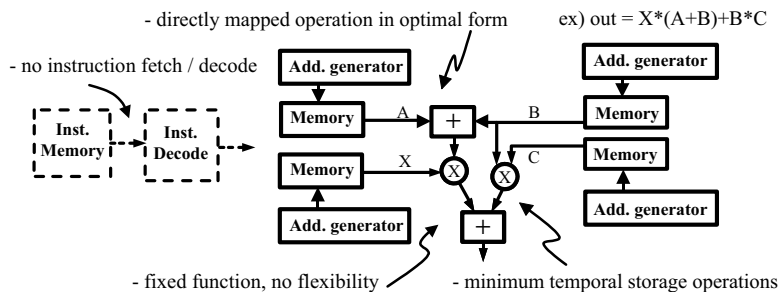 - directly mapped operation in optimal form
ex) out = X*(A+B)+B*C
- no instruction fetch / decode
Add. generator
Add. generator
Inst.
Memory
Inst.
Decode
Memory
A
+
B
Memory
Memory
X
X
X
C
Memory
Add. generator
+
Add. generator
- fixed function, no flexibility
- minimum temporal storage operations